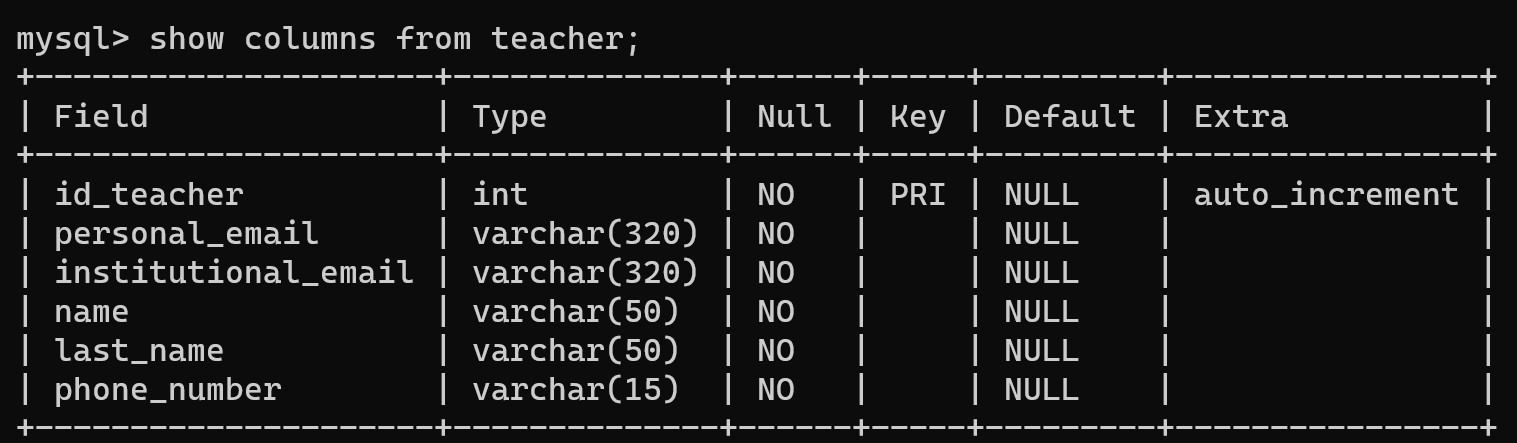 mysql> show columns from teacher;
+---------------------+--------------+------+-----+---------+----------------+
| Field               | Type         | Null | Key | Default | Extra          |
+---------------------+--------------+------+-----+---------+----------------+
| id_teacher          | int          | NO   | PRI | NULL    | auto_increment |
| personal_email      | varchar(320) | NO   |     | NULL    |                |
| institutional_email | varchar(320) | NO   |     | NULL    |                |
| name                | varchar(50)  | NO   |     | NULL    |                |
| last_name           | varchar(50)  | NO   |     | NULL    |                |
| phone_number        | varchar(15)  | NO   |     | NULL    |                |
+---------------------+--------------+------+-----+---------+----------------+